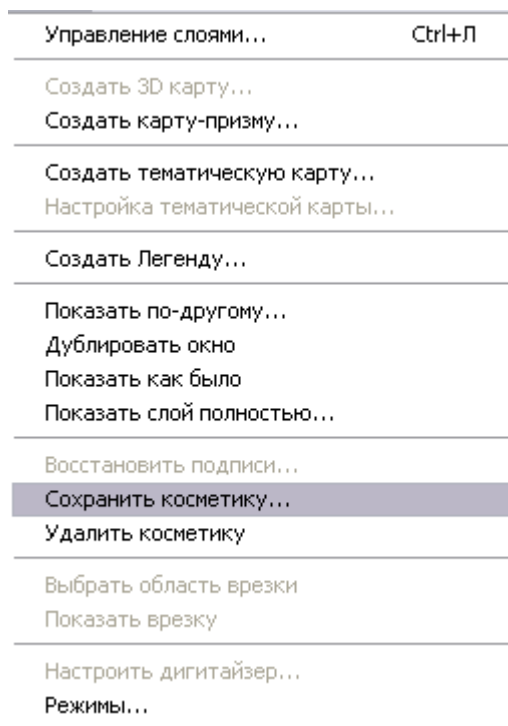 Управление слоями... Ctrl+Л
Создать 3D карту...
Создать карту-призму...
Создать тематическую карту...
Настройка тематической карты...
Создать Легенду...
Показать по-другому...
Дублировать окно
Показать как было
Показать слой полностью...
Восстановить подписи...
Сохранить косметику...
Удалить косметику
Выбрать область врезки
Показать врезку
Настроить дигитайзер...
Режимы...